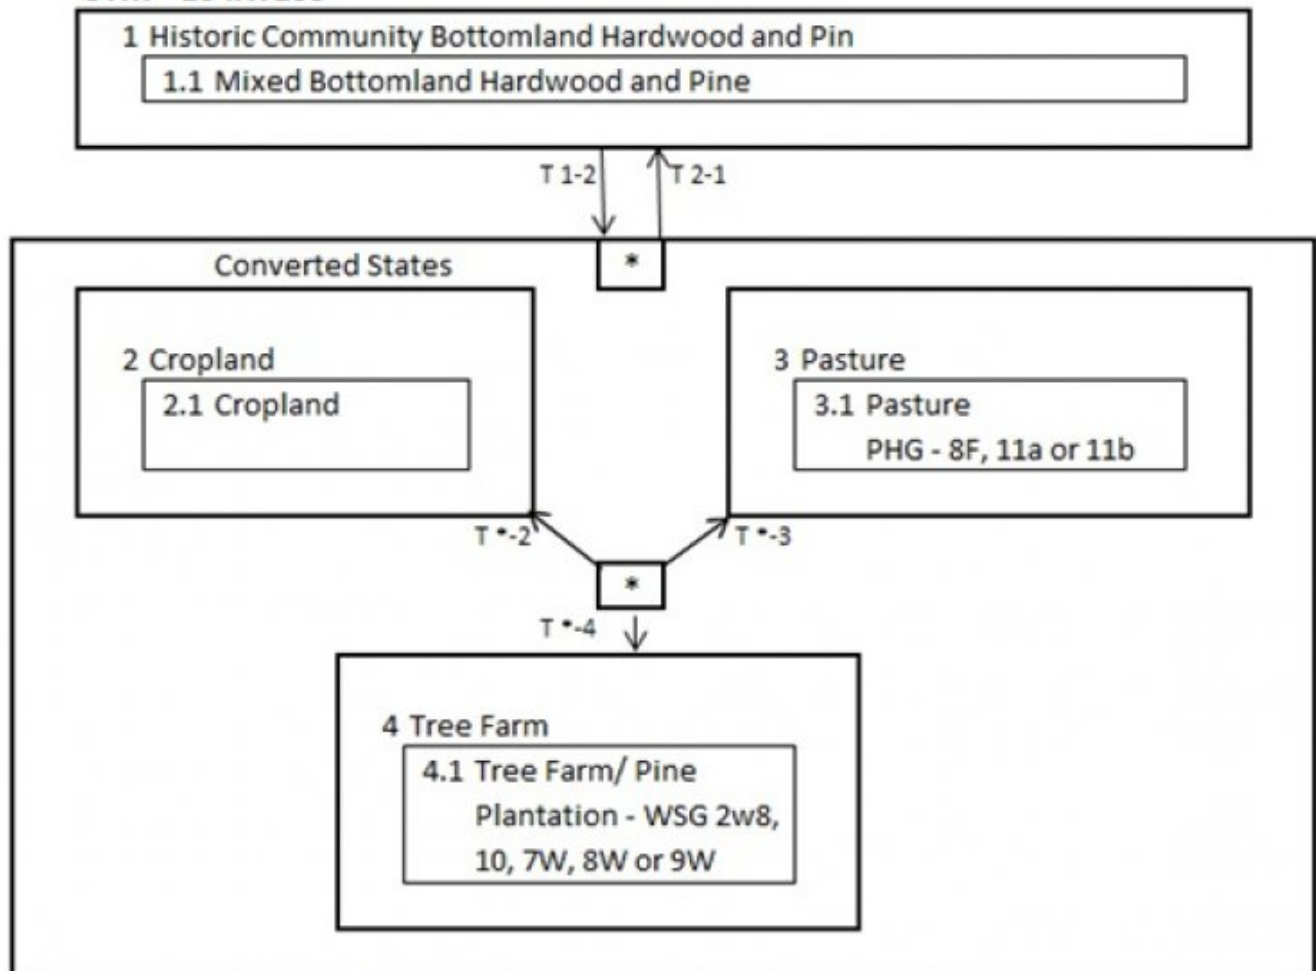 1 Historic Community Bottomland Hardwood and Pin
1.1 Mixed Bottomland Hardwood and Pine
T 1-2
T 2-1
*
Converted States
2 Cropland
2.1 Cropland
3 Pasture
3.1 Pasture
PHG - 8F, 11a or 11b
T *-2
T *-3
*
T *-4
4 Tree Farm
4.1 Tree Farm/ Pine
Plantation - WSG 2w8,
10, 7W, 8W or 9W